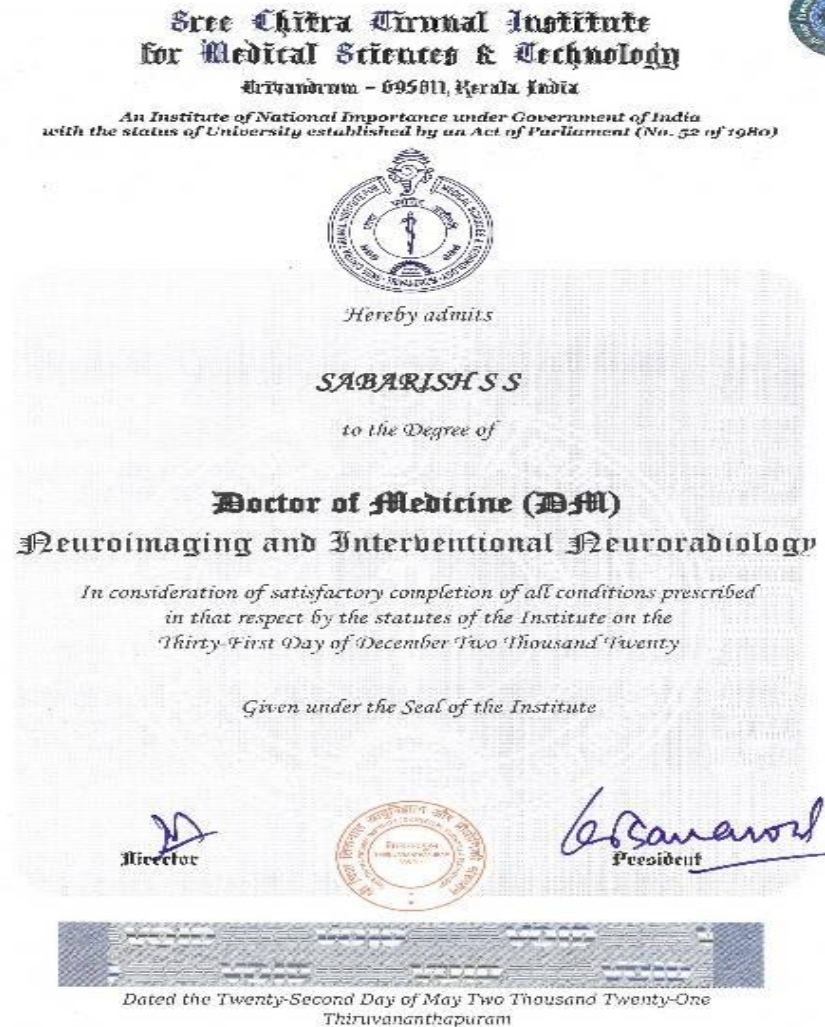 Sree Chitra Tirunal Institute
for Medical Sciences & Technology
Trivandrum - 695011, Kerala India
An Institute of National Importance under Government of India
with the status of University established by an Act of Parliament (No. 52 of 1980)
Hereby admits
SABARISH S S
to the Degree of
Doctor of Medicine (DM)
Neuroimaging and Interventional Neuroradiology
In consideration of satisfactory completion of all conditions prescribed
in that respect by the statutes of the Institute on the
Thirty-First Day of December Two Thousand Twenty
Given under the Seal of the Institute
Director
President
Dated the Twenty-Second Day of May Two Thousand Twenty-One
Thiruvananthapuram